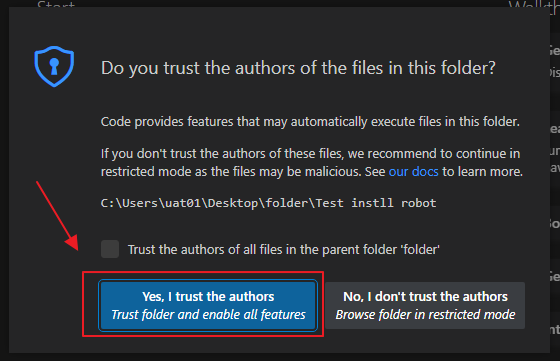 Start
Do you trust the authors of the files in this folder?
Code provides features that may automatically execute files in this folder.
If you don't trust the authors of these files, we recommend to continue in
restricted mode as the files may be malicious. See our docs to learn more.
C:\Users\uat01\Desktop\folder\Test instll robot
Trust the authors of all files in the parent folder 'folder'
Yes, I trust the authors
Trust folder and enable all features
No, I don't trust the authors
Browse folder in restricted mode